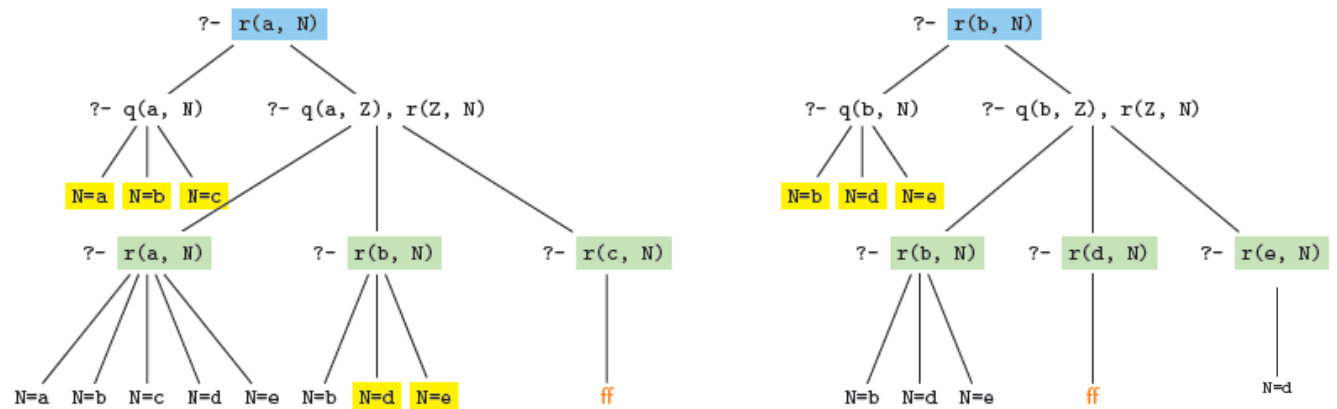 ?- r(a, N) ?- r(b, N)
?- q(a, N) ?- q(a, Z), r(Z, N) ?- q(b, N) ?- q(b, Z), r(Z, N)
N=a N=b N=c N=b N=d N=e
?- r(a, N) ?- r(b, N) ?- r(c, N) ?- r(b, N) ?- r(d, N) ?- r(e, N)
N=a N=b N=c N=d N=e N=b N=d N=e ff N=b N=d N=e ff N=d